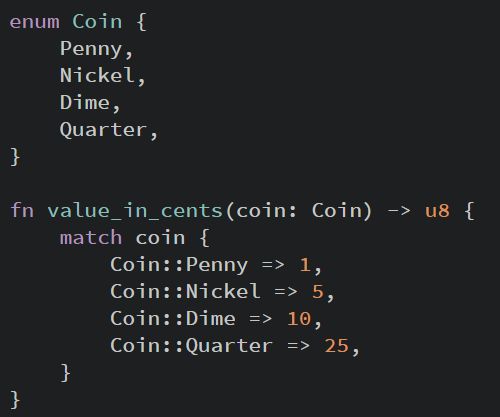 enum Coin {
    Penny,
    Nickel,
    Dime,
    Quarter,
}

fn value_in_cents(coin: Coin) -> u8 {
    match coin {
        Coin::Penny => 1,
        Coin::Nickel => 5,
        Coin::Dime => 10,
        Coin::Quarter => 25,
    }
}